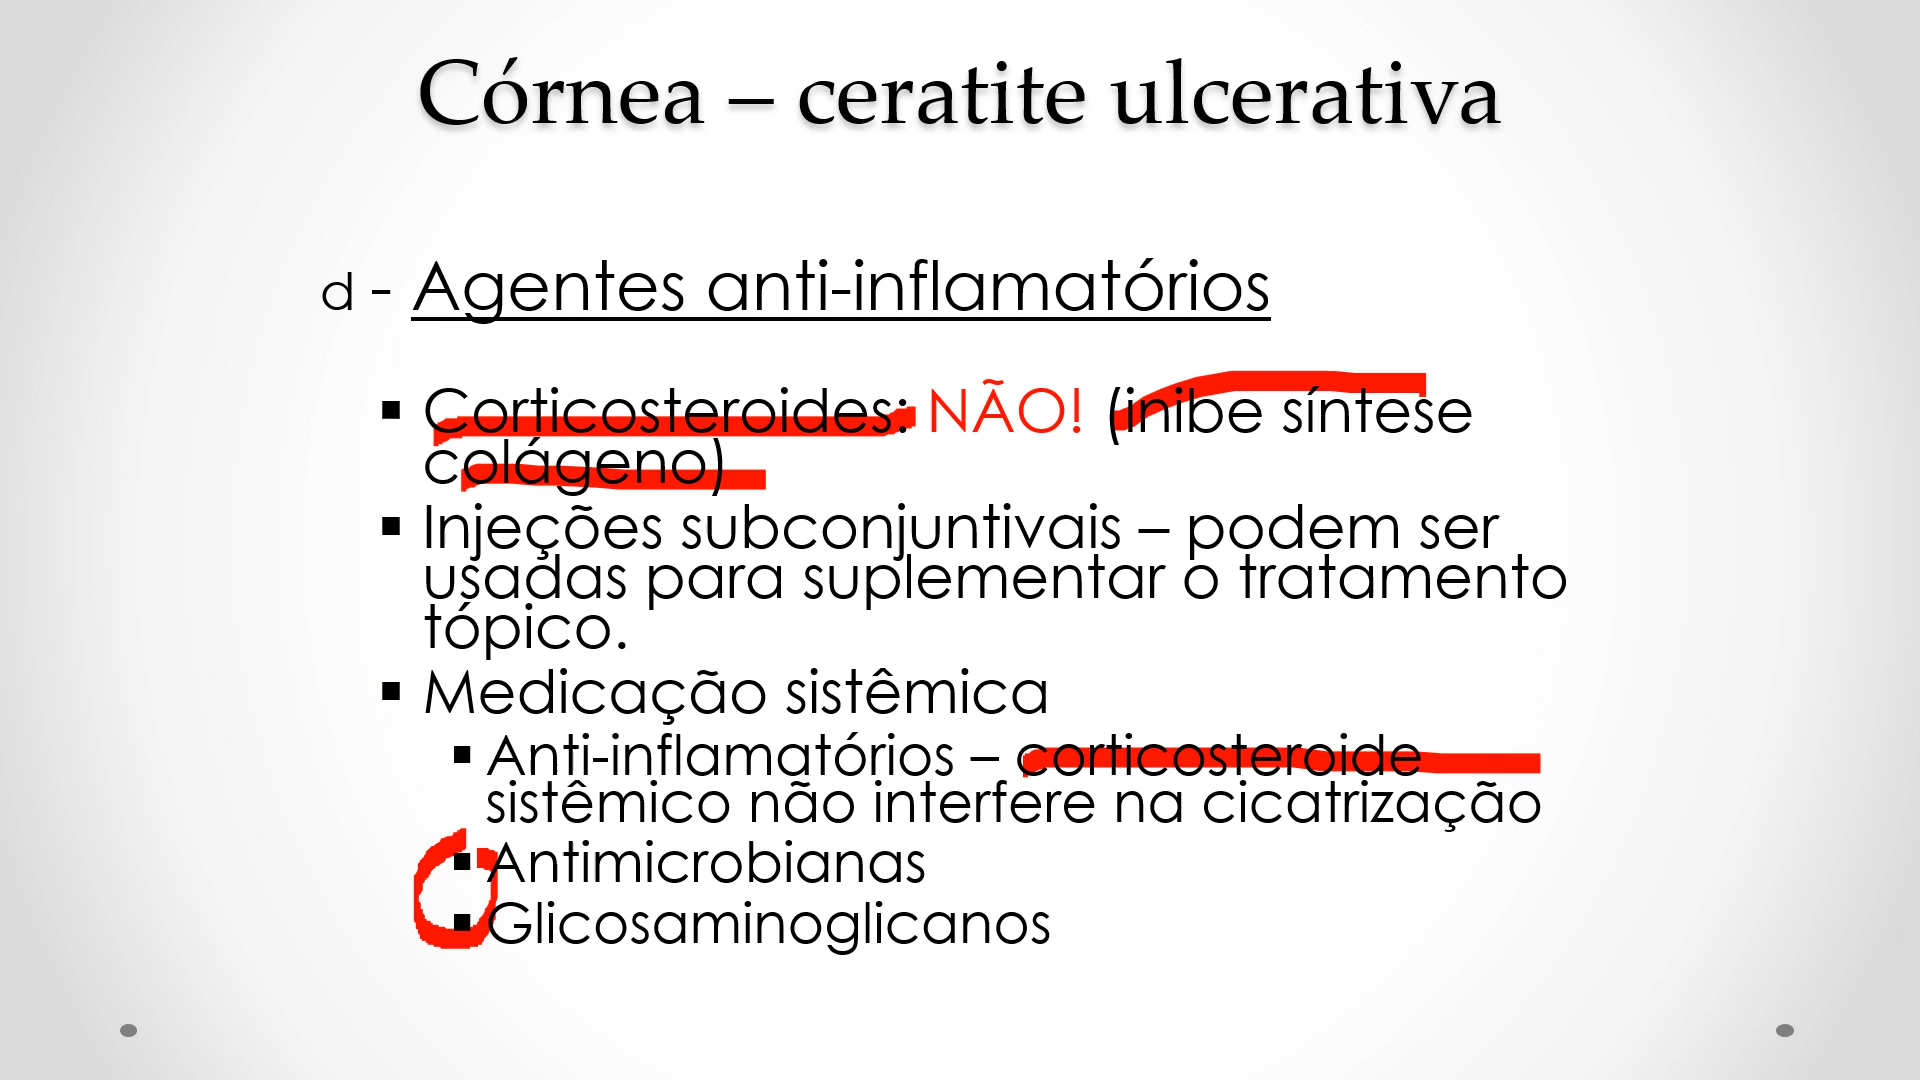 Córnea – ceratite ulcerativa
d - Agentes anti-inflamatórios
▪ Corticosteroides: NÃO! (inibe síntese
colágeno)
▪ Injeções subconjuntivais – podem ser
usadas para suplementar o tratamento
tópico.
▪ Medicação sistêmica
▪ Anti-inflamatórios – corticosteroide
sistêmico não interfere na cicatrização
▪ Antimicrobianas
▪ Glicosaminoglicanos